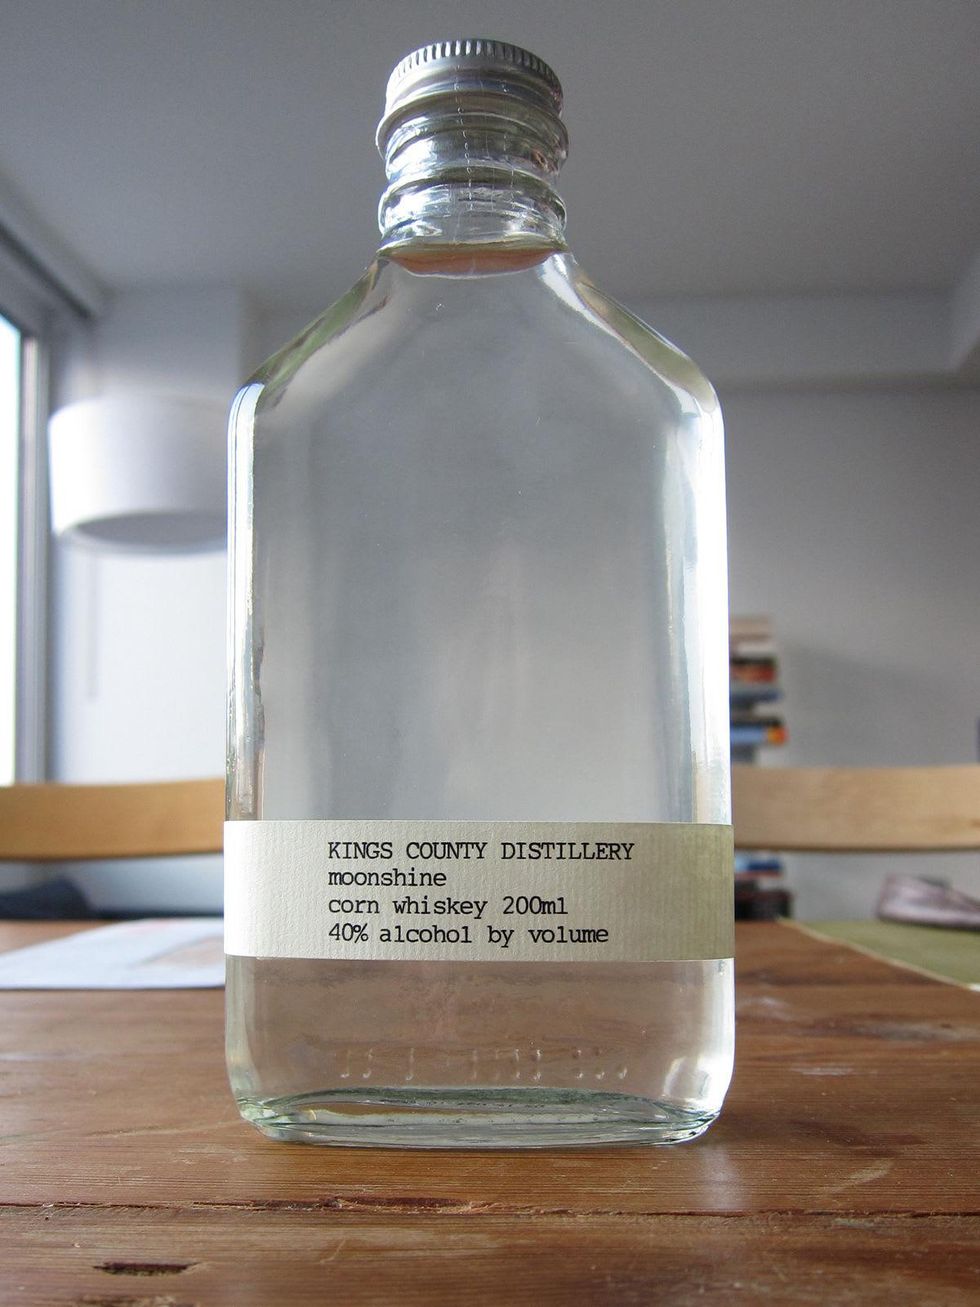 KINGS COUNTY DISTILLERY
moonshine
corn whiskey 200ml
40% alcohol by volume